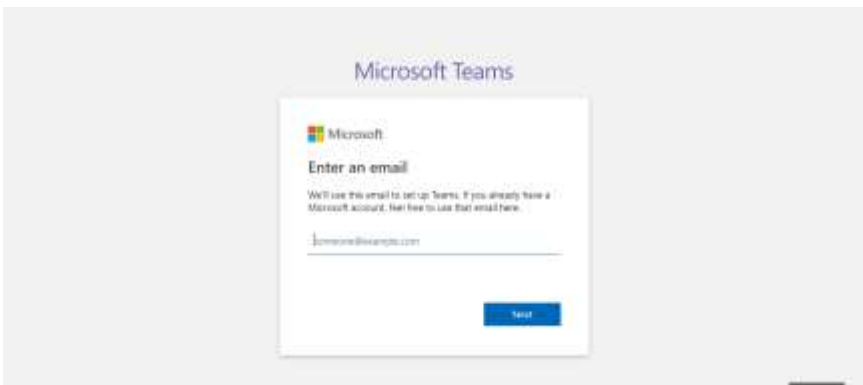 Microsoft Teams
Microsoft
Enter an email
We'll use this email to set up Teams. If you already have a
Microsoft account, feel free to use that email here.
someone@example.com
Next